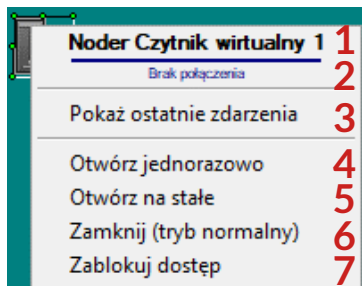 Noder Czytnik wirtualny 1 1
Brak połączenia 2
Pokaż ostatnie zdarzenia 3
Otwórz jednorazowo 4
Otwórz na stałe 5
Zamknij (tryb normalny) 6
Zablokuj dostęp 7